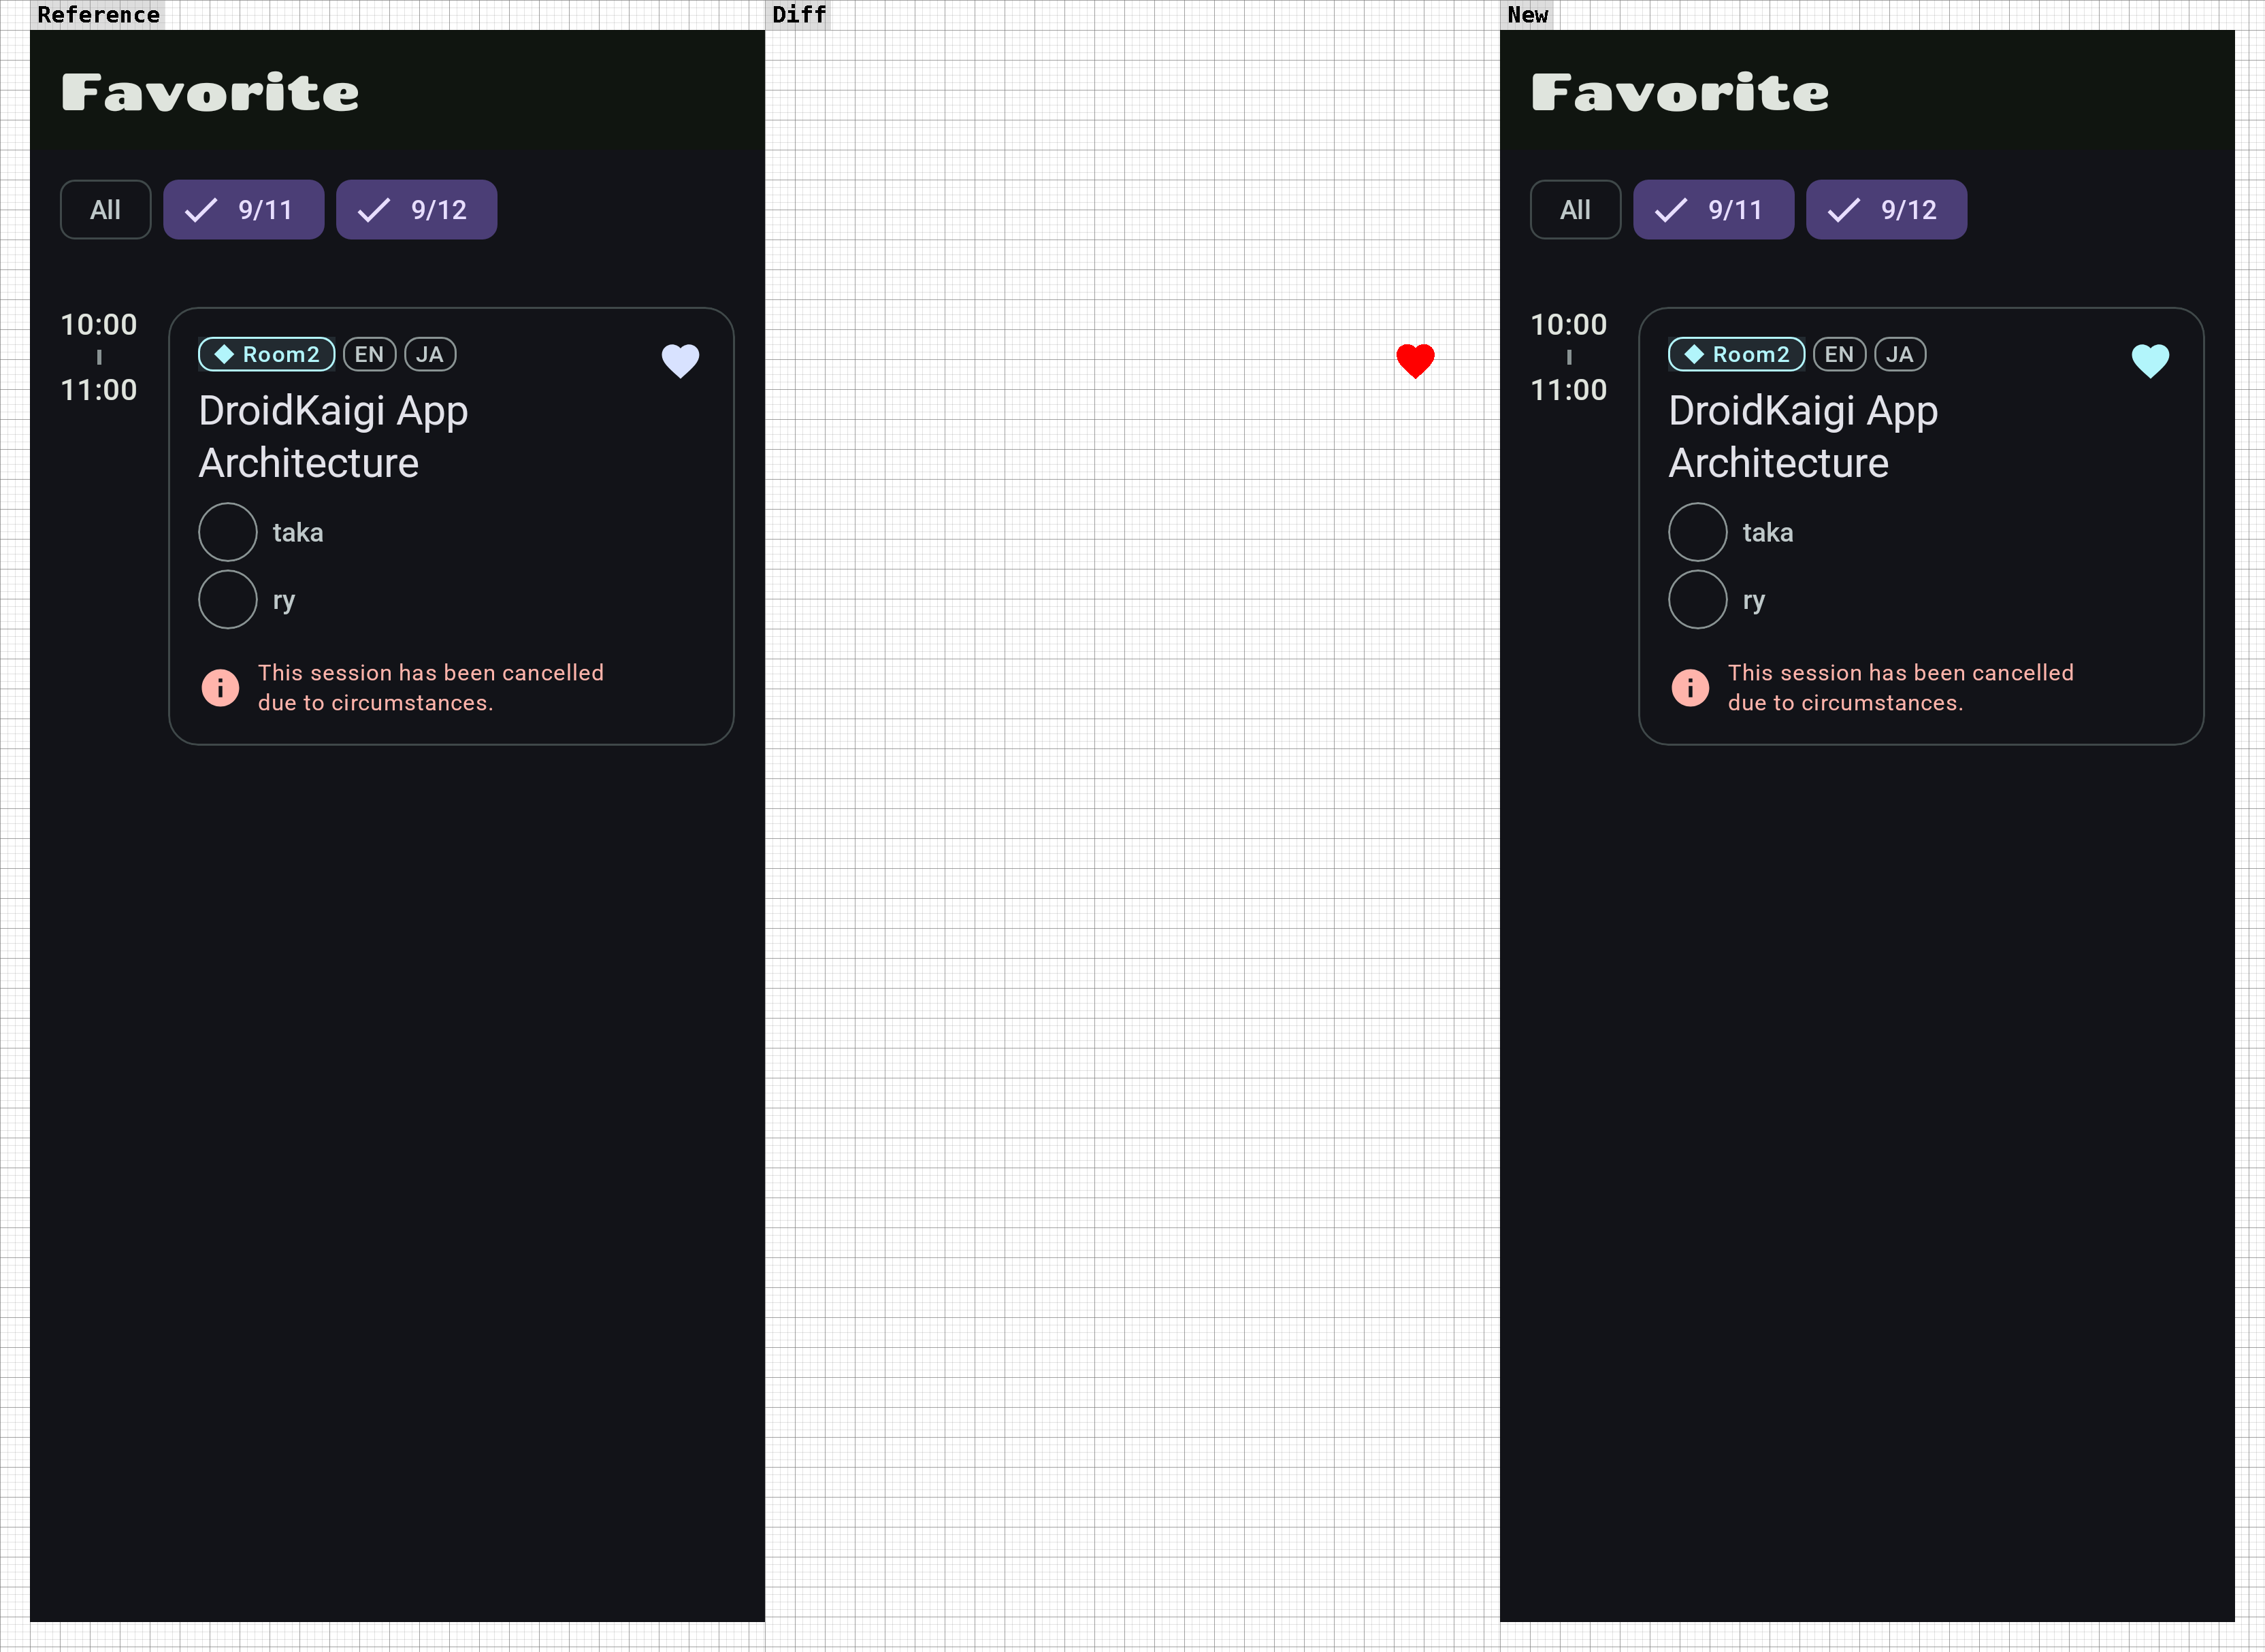 Reference
Diff
New
Favorite
All
9/11
9/12
10:00
11:00
Room2
EN
JA
DroidKaigi App
Architecture
taka
ry
This session has been cancelled
due to circumstances.
Favorite
All
9/11
9/12
10:00
11:00
Room2
EN
JA
DroidKaigi App
Architecture
taka
ry
This session has been cancelled
due to circumstances.